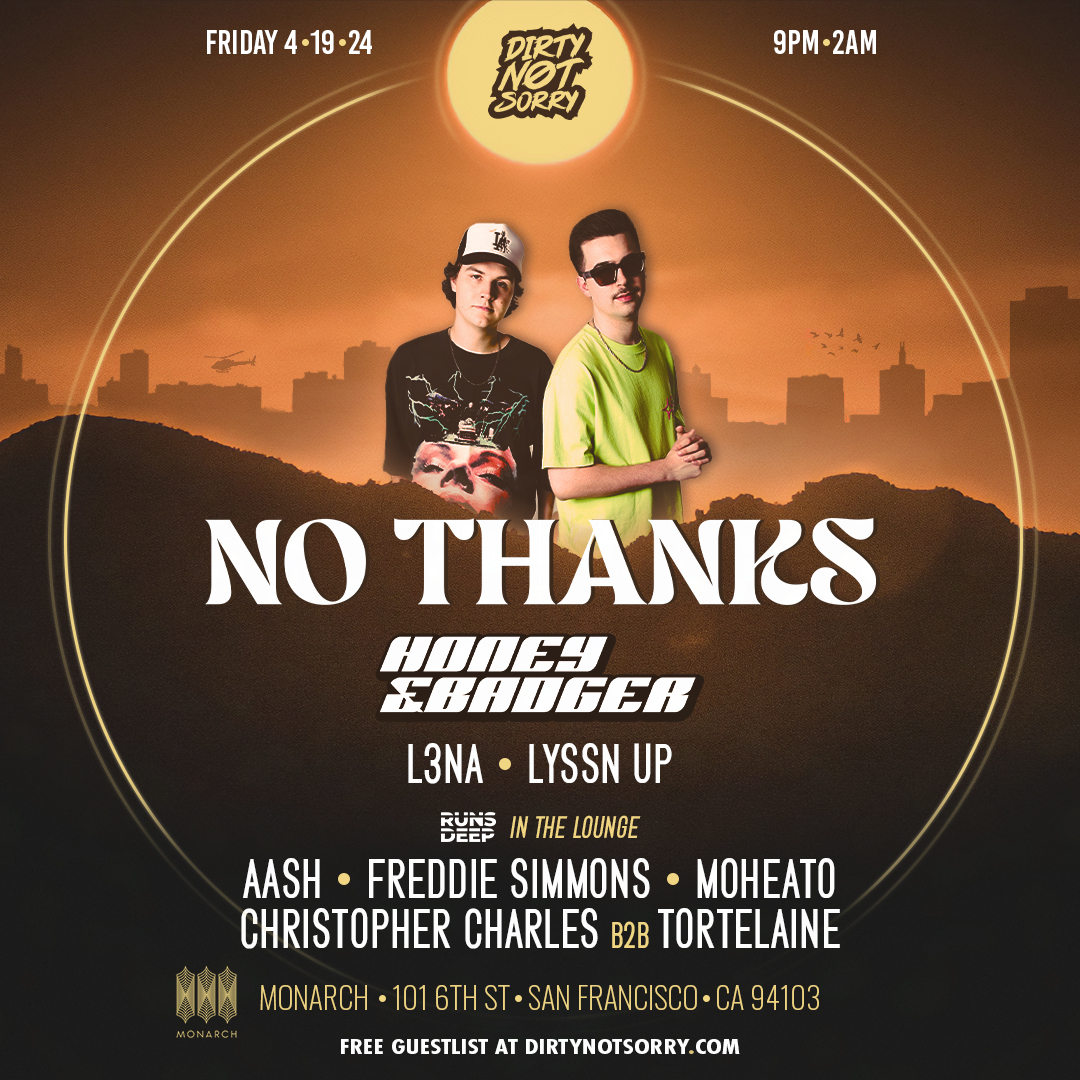 FRIDAY 4•19•24
DIRTY
NØT
SORRY
9PM•2AM
LA
NO THANKS
HONEY
&BADGER
L3NA • LYSSN UP
RUNS
DEEP
IN THE LOUNGE
AASH • FREDDIE SIMMONS • MOHEATO
CHRISTOPHER CHARLES B2B TORTELAINE
MONARCH
MONARCH • 101 6TH ST • SAN FRANCISCO • CA 94103
FREE GUESTLIST AT DIRTYNOTSORRY.COM